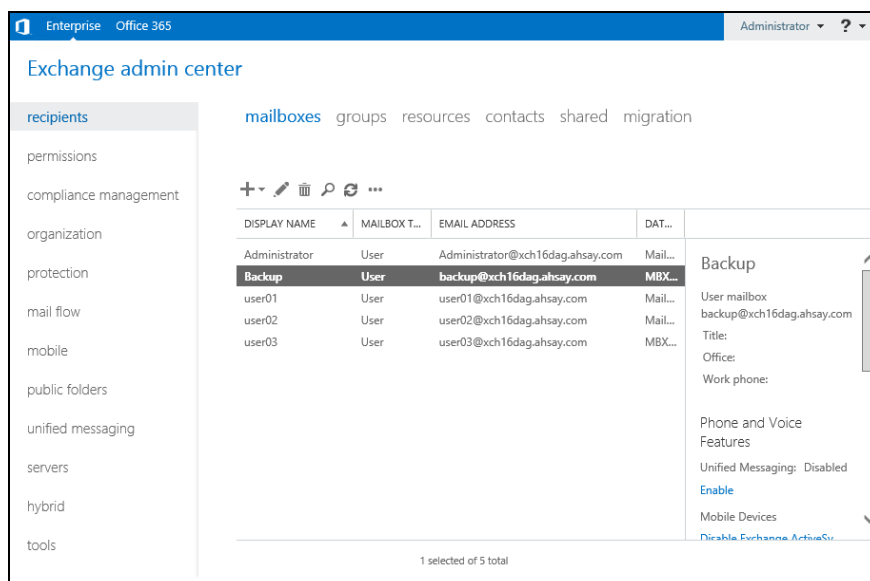 Enterprise Office 365 Administrator ?
Exchange admin center
recipients
permissions
compliance management
organization
protection
mail flow
mobile
public folders
unified messaging
servers
hybrid
tools
mailboxes groups resources contacts shared migration
DISPLAY NAME MAILBOX T... EMAIL ADDRESS DAT...
Administrator User Administrator@xch16dag.ahsay.com Mail...
Backup User backup@xch16dag.ahsay.com MBX...
user01 User user01@xch16dag.ahsay.com Mail...
user02 User user02@xch16dag.ahsay.com Mail...
user03 User user03@xch16dag.ahsay.com MBX...
1 selected of 5 total
Backup
User mailbox
backup@xch16dag.ahsay.com
Title:
Office:
Work phone:
Phone and Voice
Features
Unified Messaging: Disabled
Enable
Mobile Devices
Disable Exchange ActiveSy...